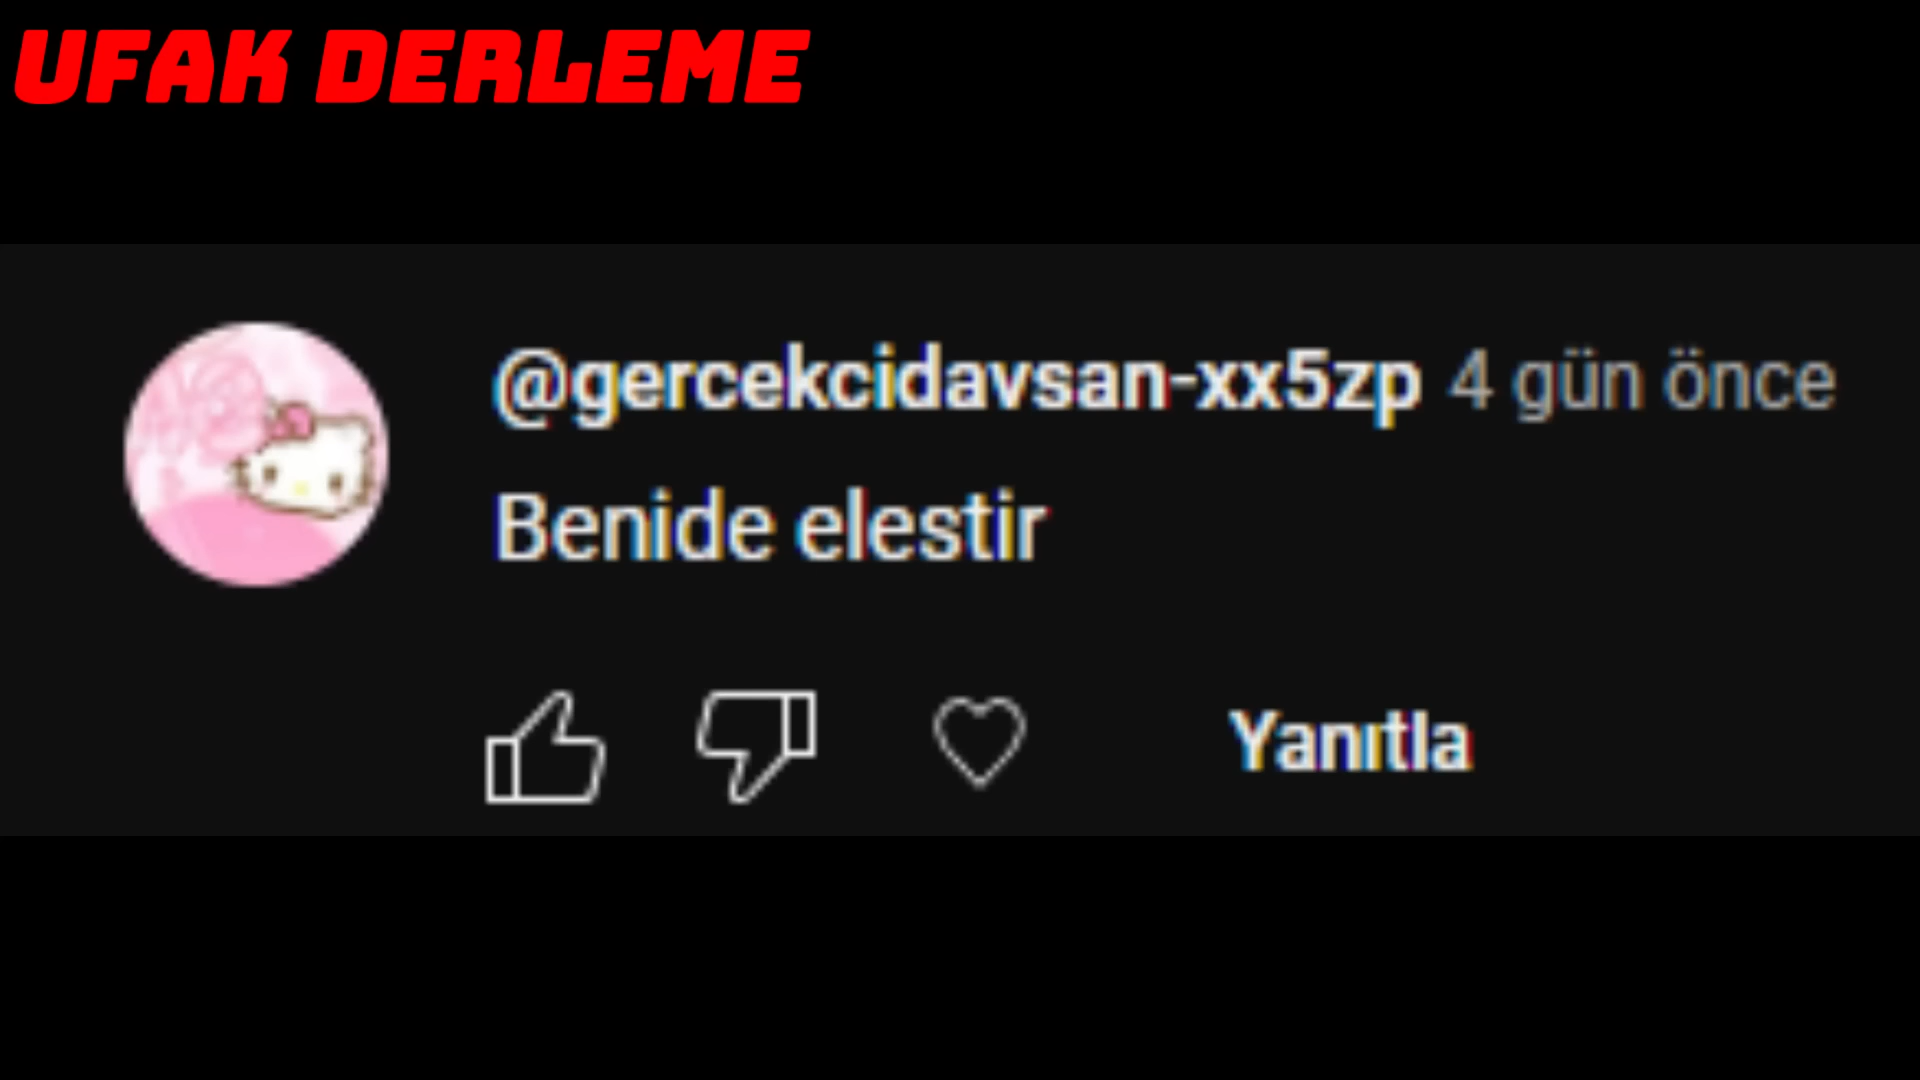 UFAK DERLEME
@gercekcidavsan-xx5zp 4 gün önce
Benide elestir
Yanıtla